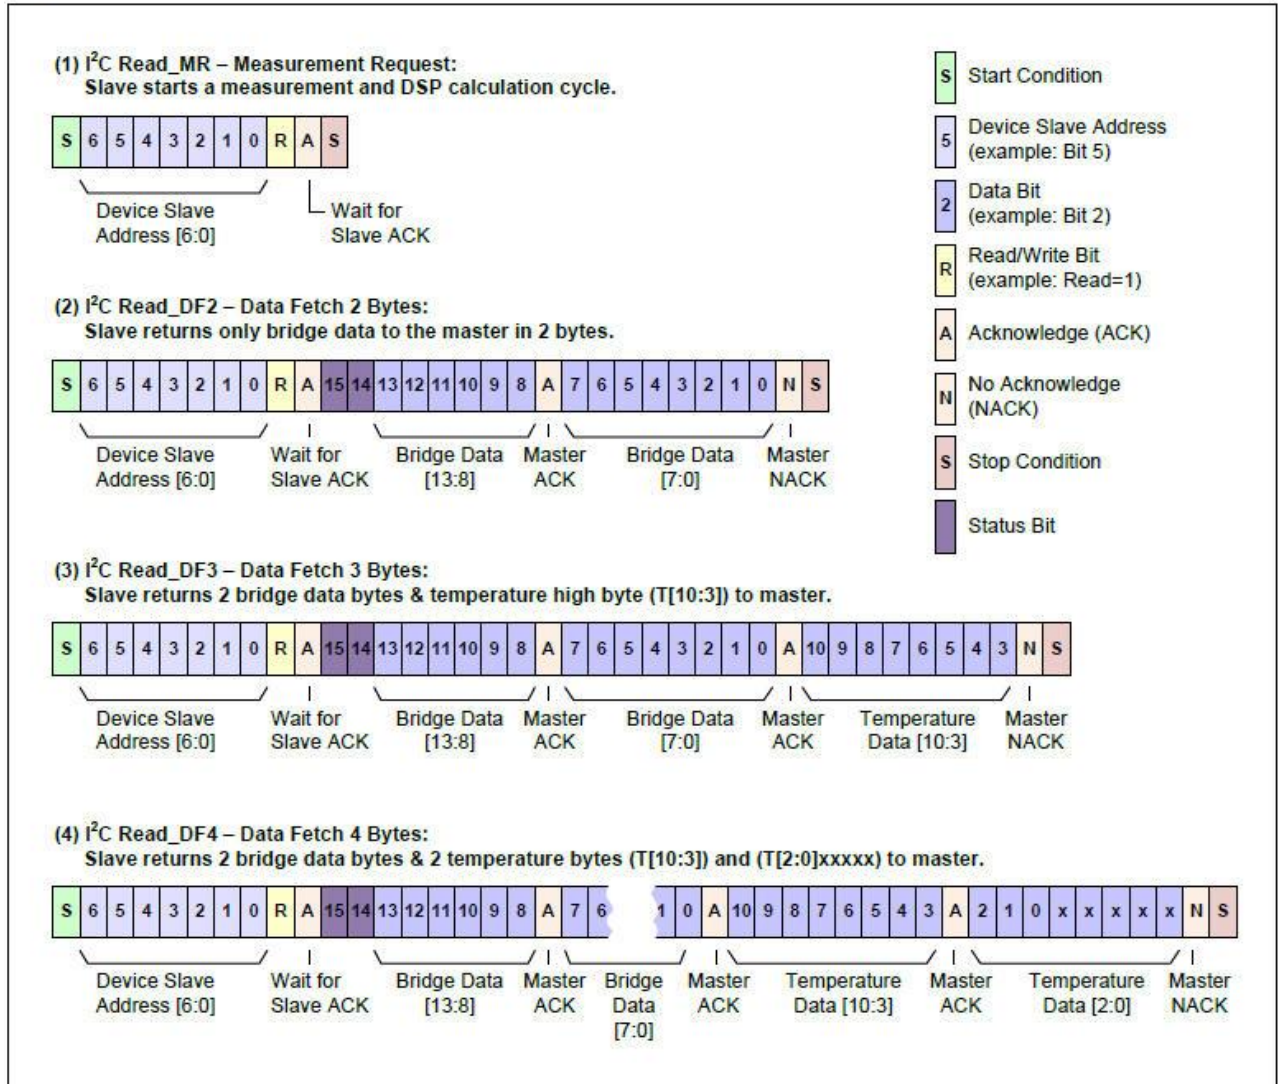 (1) I²C Read_MR – Measurement Request:
Slave starts a measurement and DSP calculation cycle.
S 6 5 4 3 2 1 0 R A S
Device Slave
Address [6:0]
Wait for
Slave ACK
(2) I²C Read_DF2 – Data Fetch 2 Bytes:
Slave returns only bridge data to the master in 2 bytes.
S 6 5 4 3 2 1 0 R A 15 14 13 12 11 10 9 8 A 7 6 5 4 3 2 1 0 N S
Device Slave
Address [6:0]
Wait for
Slave ACK
Bridge Data
[13:8]
Master
ACK
Bridge Data
[7:0]
Master
NACK
S Start Condition
5 Device Slave Address
(example: Bit 5)
2 Data Bit
(example: Bit 2)
R Read/Write Bit
(example: Read=1)
A Acknowledge (ACK)
N No Acknowledge
(NACK)
S Stop Condition
Status Bit
(3) I²C Read_DF3 – Data Fetch 3 Bytes:
Slave returns 2 bridge data bytes & temperature high byte (T[10:3]) to master.
S 6 5 4 3 2 1 0 R A 15 14 13 12 11 10 9 8 A 7 6 5 4 3 2 1 0 A 10 9 8 7 6 5 4 3 N S
Device Slave
Address [6:0]
Wait for
Slave ACK
Bridge Data
[13:8]
Master
ACK
Bridge Data
[7:0]
Master
ACK
Temperature
Data [10:3]
Master
NACK
(4) I²C Read_DF4 – Data Fetch 4 Bytes:
Slave returns 2 bridge data bytes & 2 temperature bytes (T[10:3]) and (T[2:0]xxxxx) to master.
S 6 5 4 3 2 1 0 R A 15 14 13 12 11 10 9 8 A 7 6 1 0 A 10 9 8 7 6 5 4 3 A 2 1 0 x x x x x N S
Device Slave
Address [6:0]
Wait for
Slave ACK
Bridge Data
[13:8]
Master
ACK
Bridge
Data
[7:0]
Master
ACK
Temperature
Data [10:3]
Master
ACK
Temperature
Data [2:0]
Master
NACK